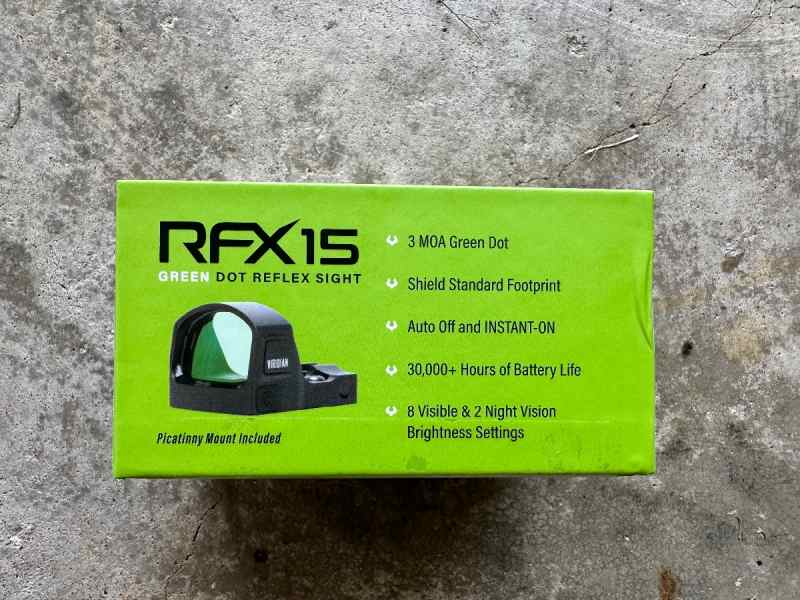 RFX15
GREEN DOT REFLEX SIGHT
VIRIDIAN
Picatinny Mount Included
3 MOA Green Dot
Shield Standard Footprint
Auto Off and INSTANT-ON
30,000+ Hours of Battery Life
8 Visible & 2 Night Vision
Brightness Settings